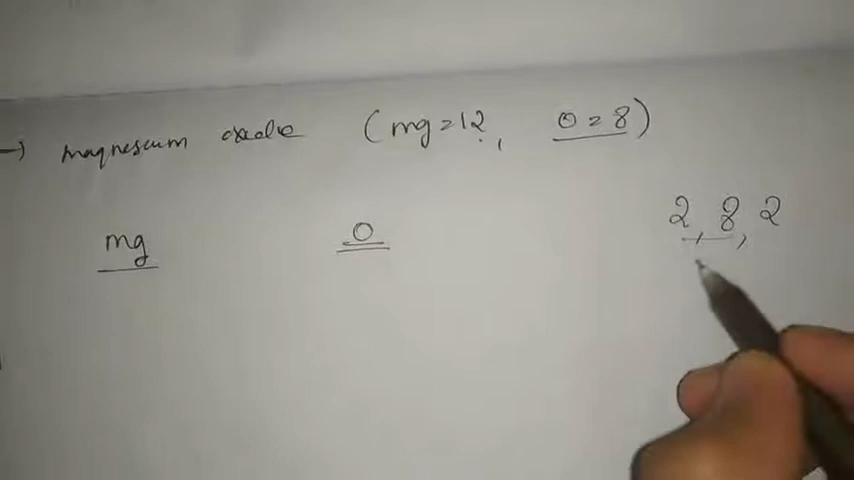 → magnesium oxide (mg=12, O=8)
mg O 2, 8, 2